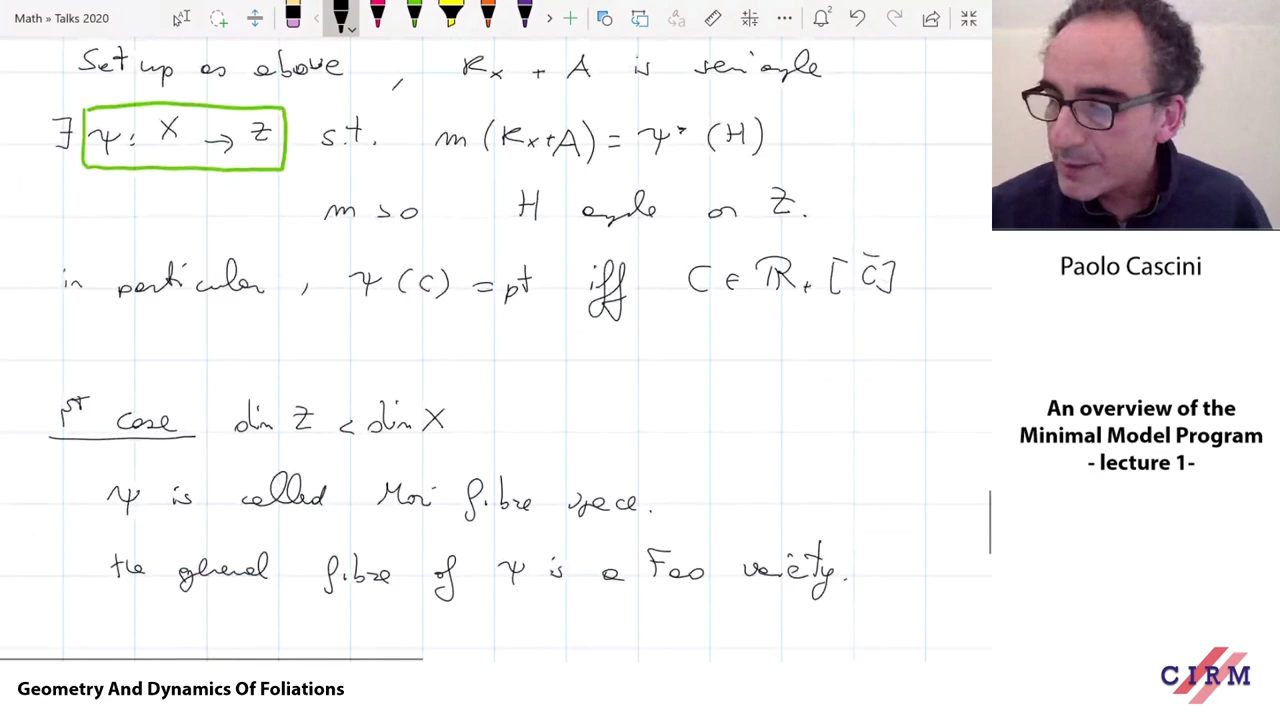 Math » Talks 2020
Set up as above, Kx + A is semiample
∃ ψ: X → Z s.t. m (Kx+A) = ψ* (H)
m >0 H ample on Z.
in particular, ψ (C) = pt iff C ∈ ℝ₊ [C̄]
1st case dim Z < dim X
ψ is called Mori fibre space.
the general fibre of ψ is a Fano variety.
Paolo Cascini
An overview of the
Minimal Model Program
- lecture 1-
Geometry And Dynamics Of Foliations
CIRM